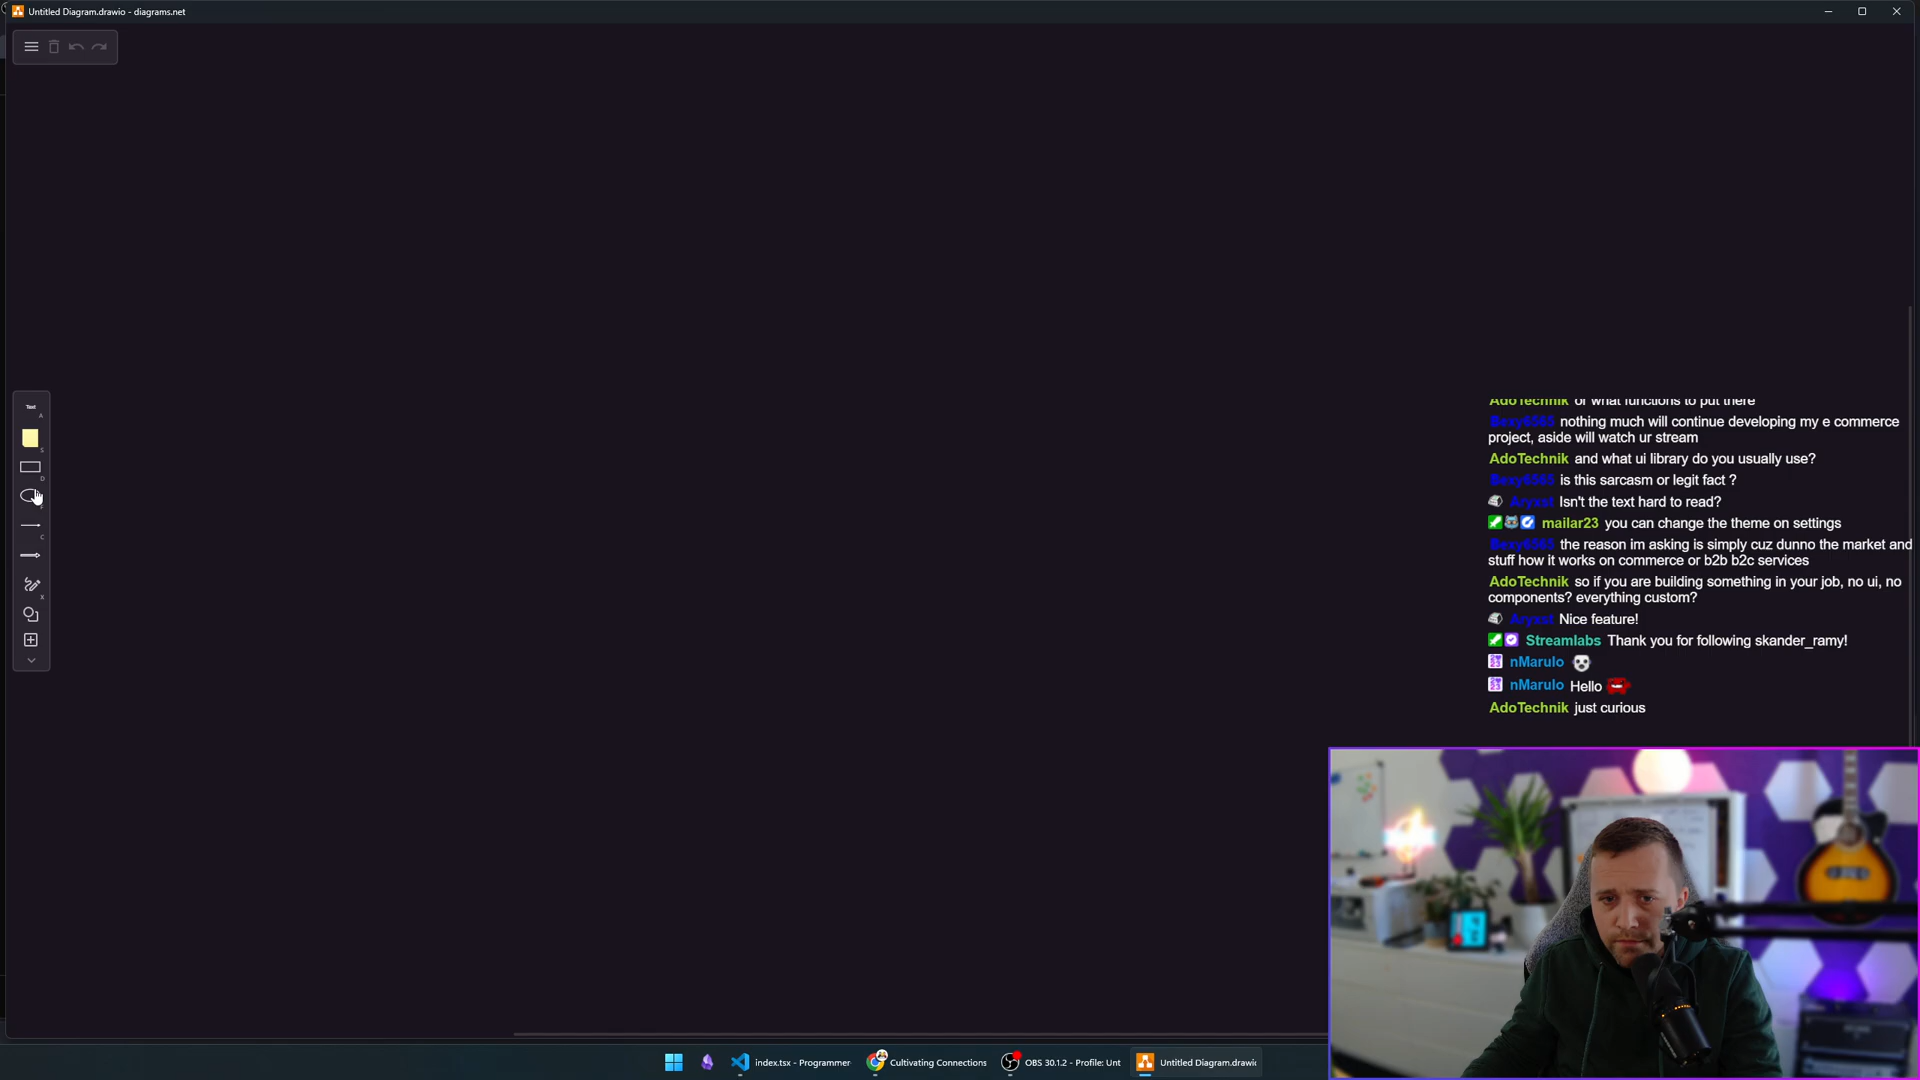 Untitled Diagram.drawio - diagrams.net
Text
A
S
D
F
C
X
AdoTechnik or what functions to put there
Bexy6565 nothing much will continue developing my e commerce
project, aside will watch ur stream
AdoTechnik and what ui library do you usually use?
Bexy6565 is this sarcasm or legit fact ?
Isn't the text hard to read?
mailar23 you can change the theme on settings
Bexy6565 the reason im asking is simply cuz dunno the market and
stuff how it works on commerce or b2b b2c services
AdoTechnik so if you are building something in your job, no ui, no
components? everything custom?
Nice feature!
Streamlabs Thank you for following skander_ramy!
nMarulo
nMarulo Hello
AdoTechnik just curious
index.tsx - Programmer
Cultivating Connections
OBS 30.1.2 - Profile: Unt
Untitled Diagram.drawio